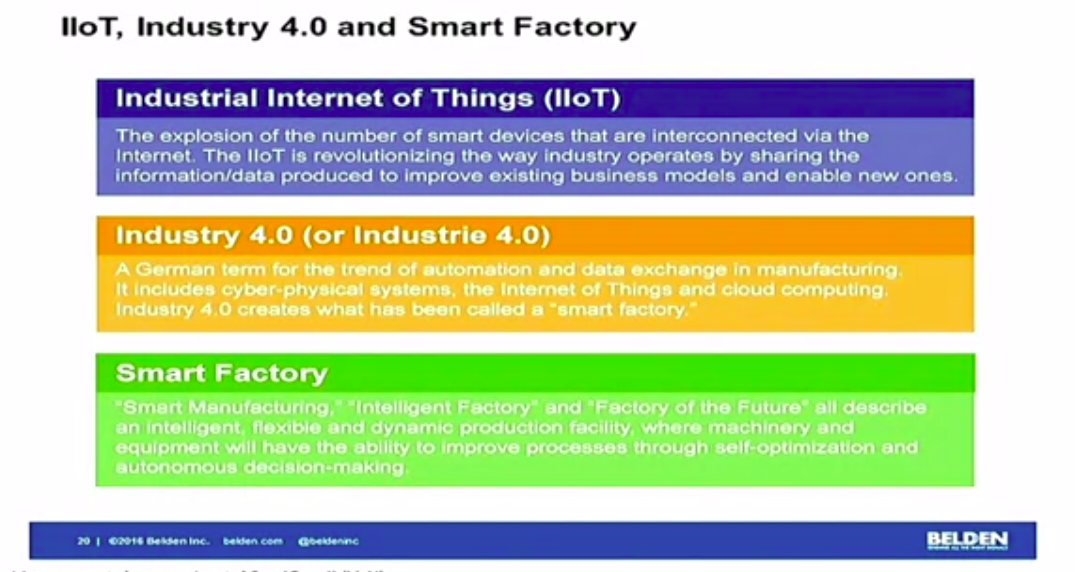 IIoT, Industry 4.0 and Smart Factory
Industrial Internet of Things (IIoT)
The explosion of the number of smart devices that are interconnected via the
Internet. The IIoT is revolutionizing the way industry operates by sharing the
information/data produced to improve existing business models and enable new ones.
Industry 4.0 (or Industrie 4.0)
A German term for the trend of automation and data exchange in manufacturing.
It includes cyber-physical systems, the Internet of Things and cloud computing.
Industry 4.0 creates what has been called a "smart factory."
Smart Factory
"Smart Manufacturing," "Intelligent Factory" and "Factory of the Future" all describe
an intelligent, flexible and dynamic production facility, where machinery and
equipment will have the ability to improve processes through self-optimization and
autonomous decision-making.
20 | ©2016 Belden Inc. belden.com @beldeninc
BELDEN